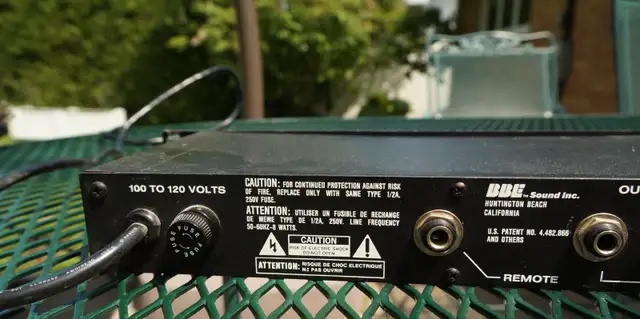 100 TO 120 VOLTS
CAUTION: FOR CONTINUED PROTECTION AGAINST RISK
OF FIRE. REPLACE ONLY WITH SAME TYPE 1/2A,
250V FUSE.
ATTENTION: UTILISER UN FUSIBLE DE RECHANGE
DE MEME TYPE DE 1/2A, 250V. LINE FREQUENCY
50-60HZ-8 WATTS.
CAUTION
RISK OF ELECTRIC SHOCK
DO NOT OPEN
ATTENTION: RISQUE DE CHOC ELECTRIQUE
NE PAS OUVRIR
FUSE
BBE™ Sound Inc.
HUNTINGTON BEACH
CALIFORNIA
U.S. PATENT NO. 4,482,866
AND OTHERS
REMOTE
OU